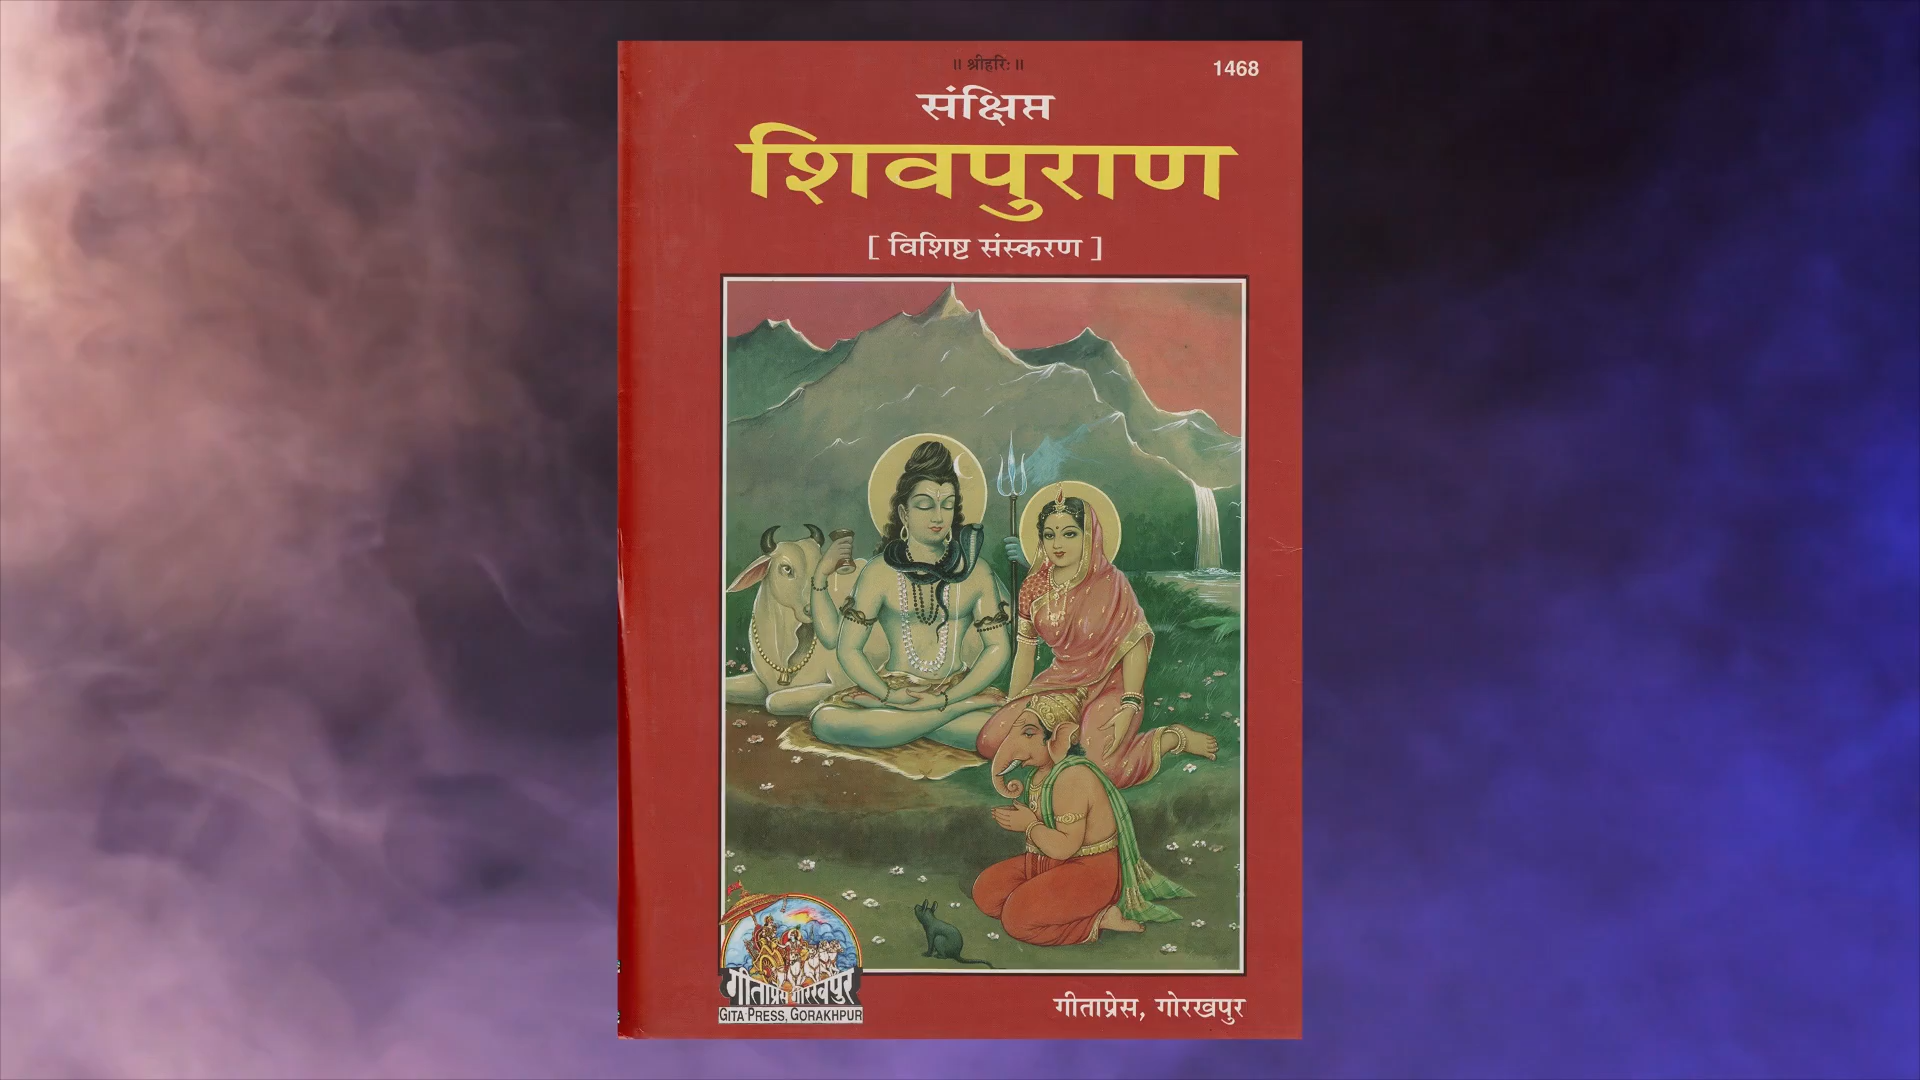 ॥ श्रीहरिः ॥
1468
संक्षिप्त
शिवपुराण
[ विशिष्ट संस्करण ]
गीताप्रेस गोरखपुर
GITA PRESS, GORAKHPUR
गीताप्रेस, गोरखपुर